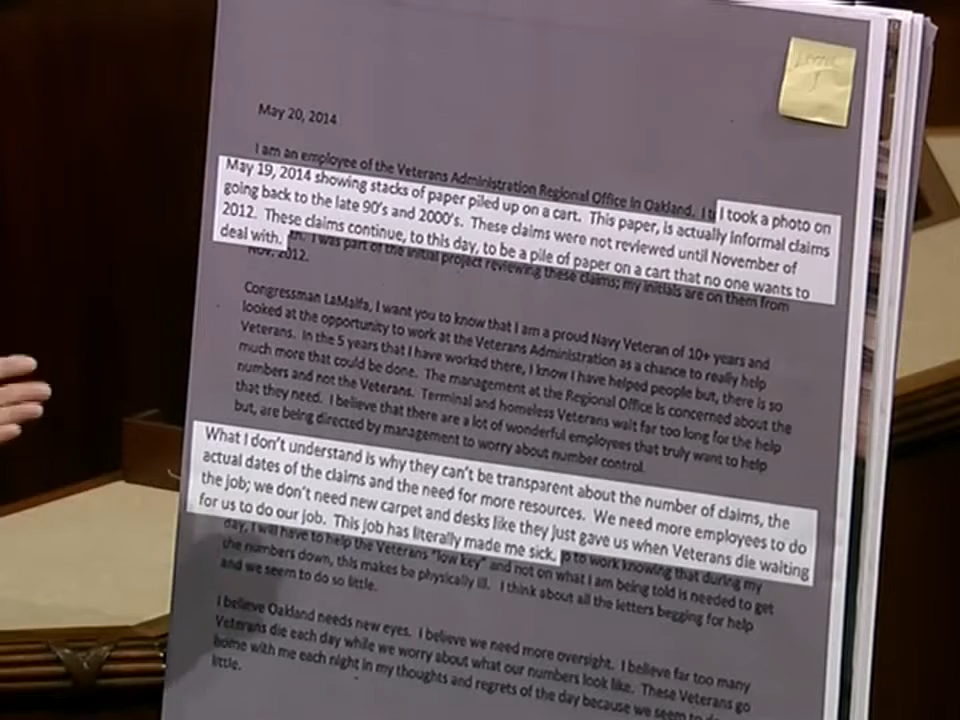 May 20, 2014
I am an employee of the Veterans Administration Regional Office in Oakland. I t I took a photo on
May 19, 2014 showing stacks of paper piled up on a cart. This paper, is actually Informal claims
going back to the late 90's and 2000's. These claims were not reviewed until November of
2012. These claims continue, to this day, to be a pile of paper on a cart that no one wants to
deal with. th. I was part of the initial project reviewing these claims; my initials are on them from
Nov, 2012.
Congressman LaMalfa, I want you to know that I am a proud Navy Veteran of 10+ years and
looked at the opportunity to work at the Veterans Administration as a chance to really help
Veterans. In the 5 years that I have worked there, I know I have helped people but, there is so
much more that could be done. The management at the Regional Office is concerned about the
numbers and not the Veterans. Terminal and homeless Veterans wait far too long for the help
that they need. I believe that there are a lot of wonderful employees that truly want to help
but, are being directed by management to worry about number control.
What I don't understand is why they can't be transparent about the number of claims, the
actual dates of the claims and the need for more resources. We need more employees to do
the job; we don't need new carpet and desks like they just gave us when Veterans die waiting
for us to do our job. This job has literally made me sick. p to work knowing that during my
day, I will have to help the Veterans "low key" and not on what I am being told is needed to get
the numbers down, this makes be physically ill. I think about all the letters begging for help
and we seem to do so little.
I believe Oakland needs new eyes. I believe we need more oversight. I believe far too many
Veterans die each day while we worry about what our numbers look like. These Veterans go
home with me each night in my thoughts and regrets of the day because we seem to do
little.